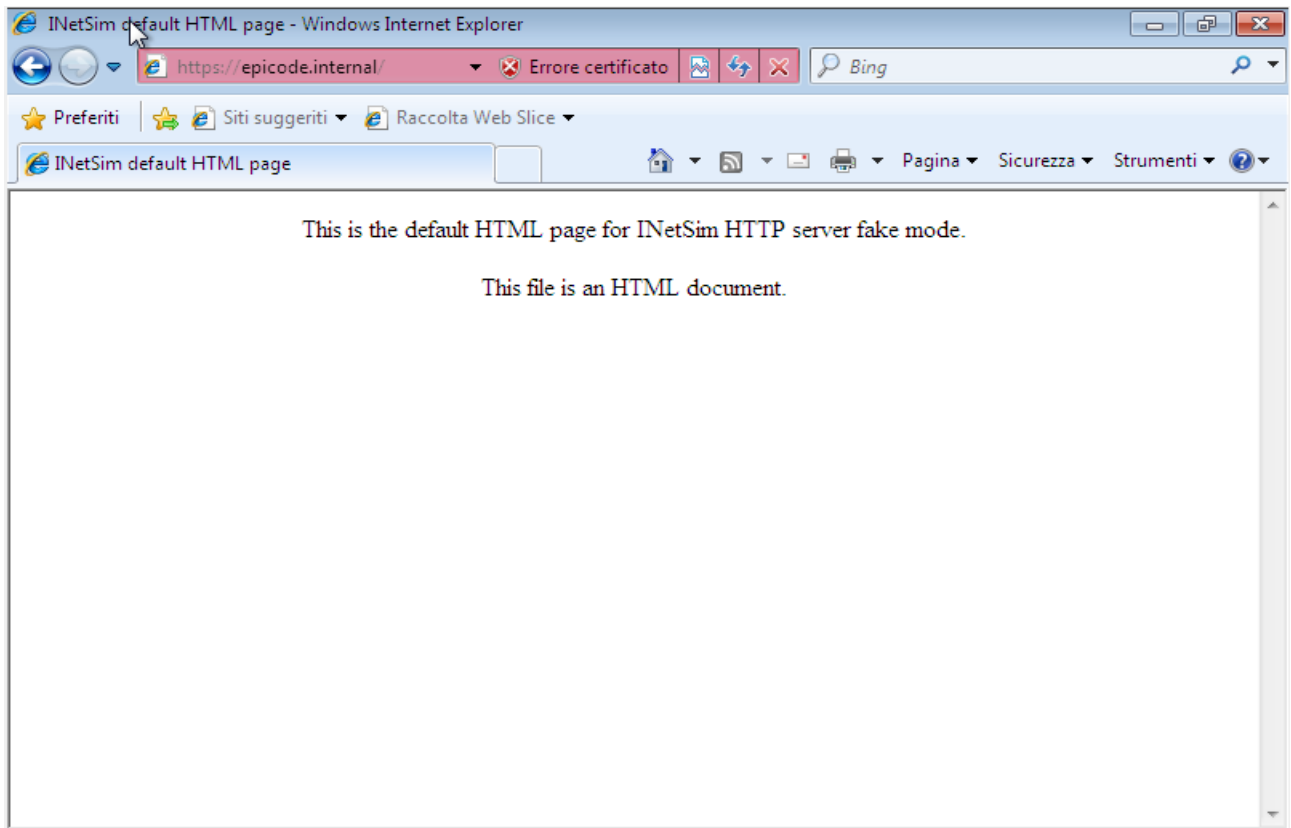 INetSim default HTML page - Windows Internet Explorer
https://epicode.internal/ Errore certificato Bing
Preferiti Siti suggeriti Raccolta Web Slice
INetSim default HTML page Pagina Sicurezza Strumenti
This is the default HTML page for INetSim HTTP server fake mode.
This file is an HTML document.